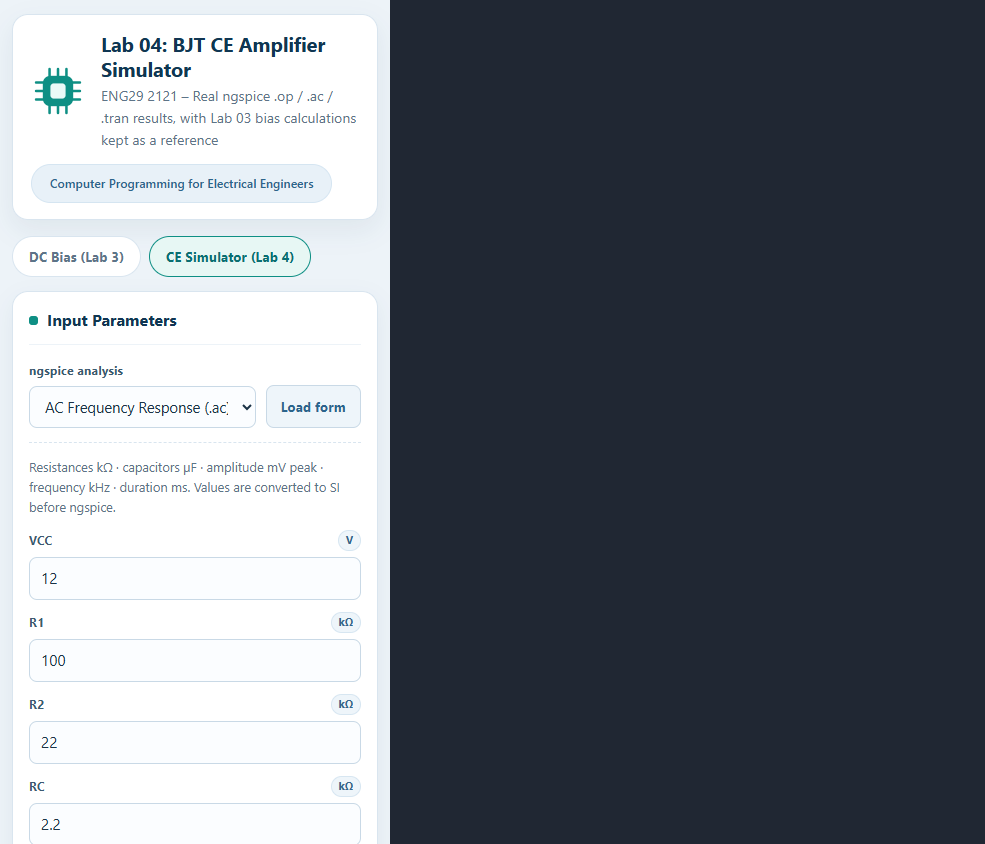 Lab 04: BJT CE Amplifier
Simulator
ENG29 2121 – Real ngspice .op / .ac /
.tran results, with Lab 03 bias calculations
kept as a reference
Computer Programming for Electrical Engineers
DC Bias (Lab 3)
CE Simulator (Lab 4)
Input Parameters
ngspice analysis
AC Frequency Response (.ac)
Load form
Resistances kΩ · capacitors µF · amplitude mV peak ·
frequency kHz · duration ms. Values are converted to SI
before ngspice.
VCC
V
12
R1
kΩ
100
R2
kΩ
22
RC
kΩ
2.2